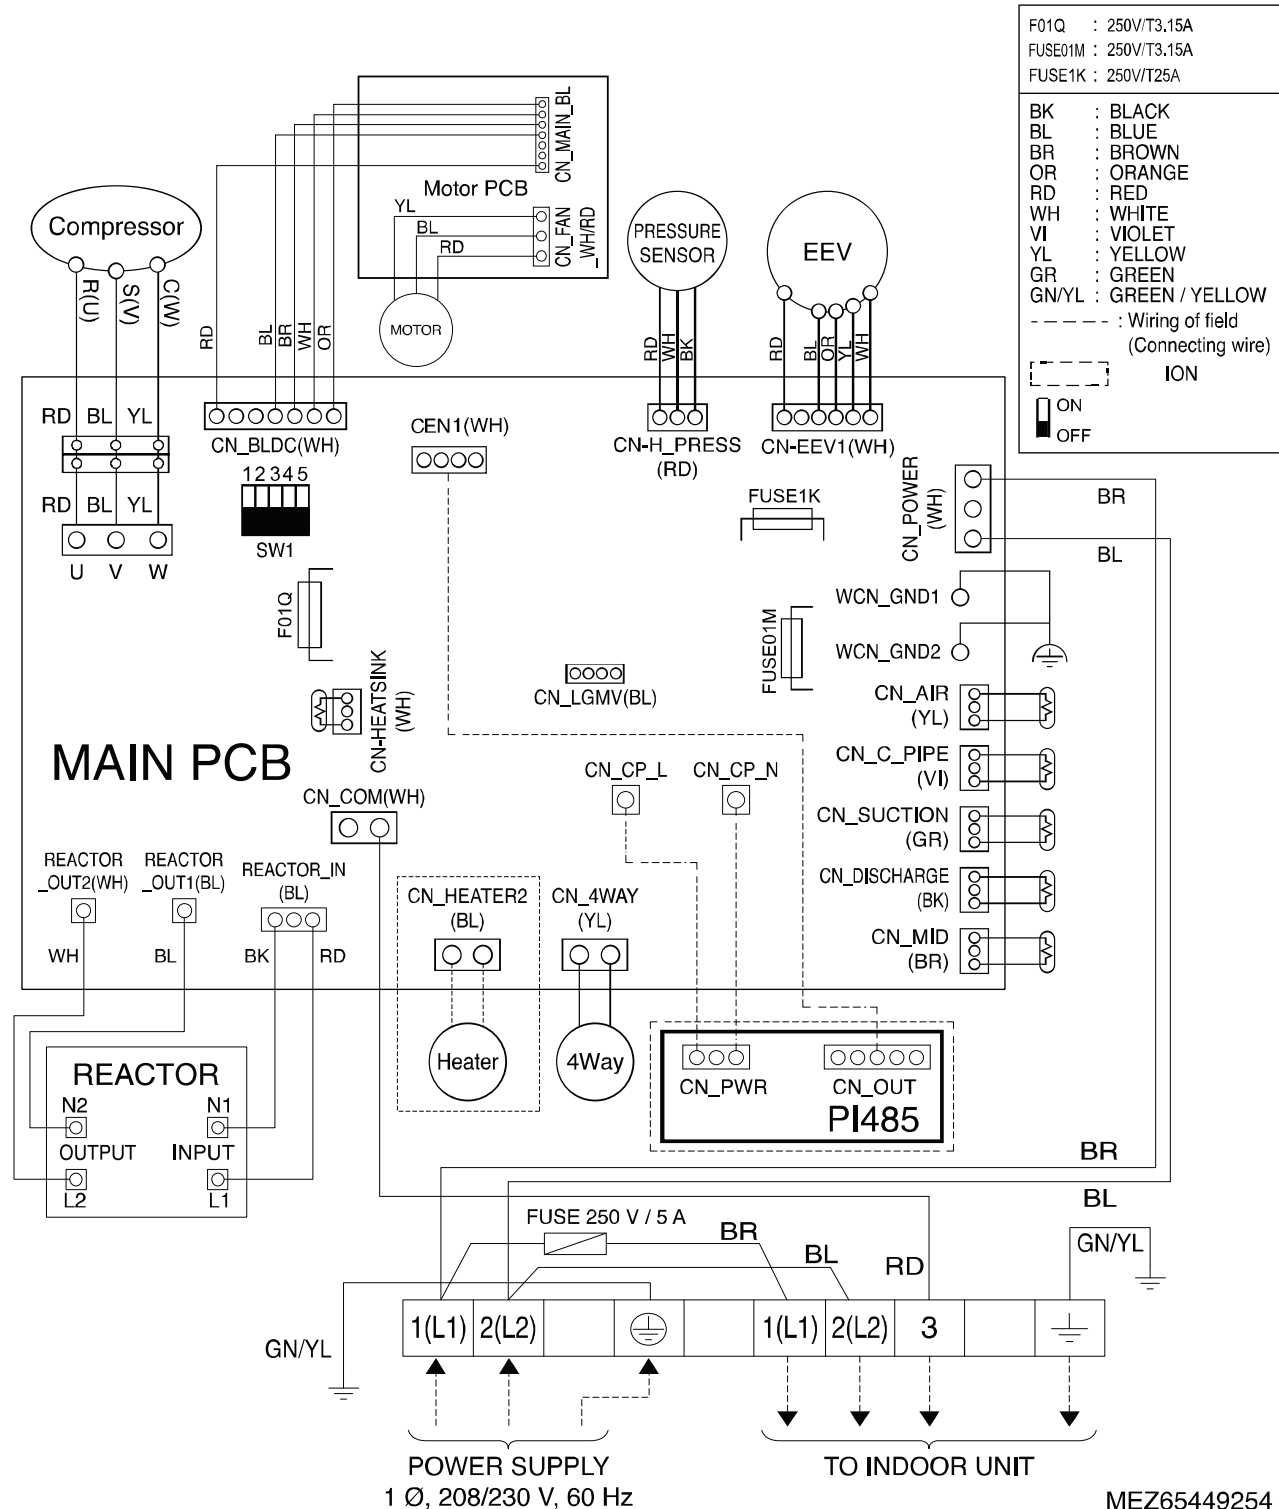 F01Q : 250V/T3.15A
FUSE01M : 250V/T3.15A
FUSE1K : 250V/T25A
BK : BLACK
BL : BLUE
BR : BROWN
OR : ORANGE
RD : RED
WH : WHITE
VI : VIOLET
YL : YELLOW
GR : GREEN
GN/YL : GREEN / YELLOW
: Wiring of field
(Connecting wire)
ION
ON
OFF
CN_MAIN_BL
Motor PCB
YL
BL
RD
CN_FAN
_WH/RD
MOTOR
Compressor
R(U)
S(V)
C(W)
RD
BL
BR
WH
OR
PRESSURE
SENSOR
RD
WH
BK
EEV
RD
BL
OR
YL
WH
RD BL YL
RD BL YL
U V W
CN_BLDC(WH)
12345
SW1
CEN1(WH)
CN-H_PRESS
(RD)
CN-EEV1(WH)
FUSE1K
CN_POWER
(WH)
BR
BL
F01Q
WCN_GND1
WCN_GND2
FUSE01M
CN-HEATSINK
(WH)
CN_LGMV(BL)
CN_AIR
(YL)
CN_C_PIPE
(VI)
CN_SUCTION
(GR)
CN_DISCHARGE
(BK)
CN_MID
(BR)
MAIN PCB
CN_COM(WH)
CN_CP_L
CN_CP_N
REACTOR
_OUT2(WH)
REACTOR
_OUT1(BL)
REACTOR_IN
(BL)
WH
BL
BK
RD
CN_HEATER2
(BL)
CN_4WAY
(YL)
Heater
4Way
REACTOR
N2
N1
OUTPUT
INPUT
L2
L1
CN_PWR
CN_OUT
PI485
BR
BL
FUSE 250 V / 5 A
BR
BL
RD
GN/YL
GN/YL
1(L1) 2(L2) 1(L1) 2(L2) 3
POWER SUPPLY
1 Ø, 208/230 V, 60 Hz
TO INDOOR UNIT
MEZ65449254